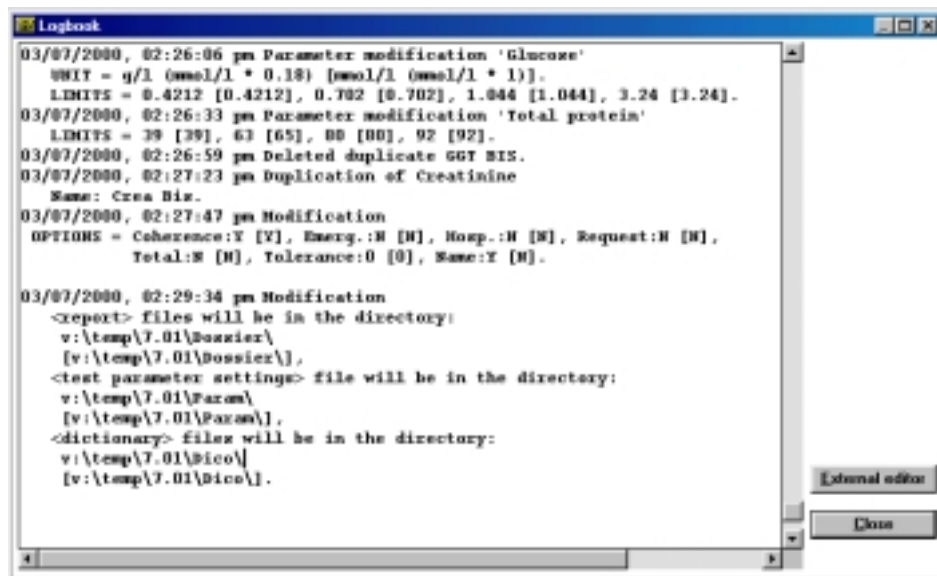 Logbook
03/07/2000, 02:26:06 pm Parameter modification 'Glucose'
UNIT = g/l (mmol/l * 0.18) [mmol/l (mmol/l * 1)].
LIMITS = 0.4212 [0.4212], 0.702 [0.702], 1.044 [1.044], 3.24 [3.24].
03/07/2000, 02:26:33 pm Parameter modification 'Total protein'
LIMITS = 39 [39], 63 [65], 80 [80], 92 [92].
03/07/2000, 02:26:59 pm Deleted duplicate GGT BIS.
03/07/2000, 02:27:23 pm Duplication of Creatinine
Name: Crea Bis.
03/07/2000, 02:27:47 pm Modification
OPTIONS = Coherence:Y [Y], Emerg.:N [N], Hosp.:N [N], Request:N [N],
Total:N [N], Tolerance:0 [0], Name:Y [N].
03/07/2000, 02:29:34 pm Modification
<report> files will be in the directory:
v:\temp\7.01\Dossier\
[v:\temp\7.01\Dossier\],
<test parameter settings> file will be in the directory:
v:\temp\7.01\Param\
[v:\temp\7.01\Param\],
<dictionary> files will be in the directory:
v:\temp\7.01\Dico\
[v:\temp\7.01\Dico\].
External editor
Close